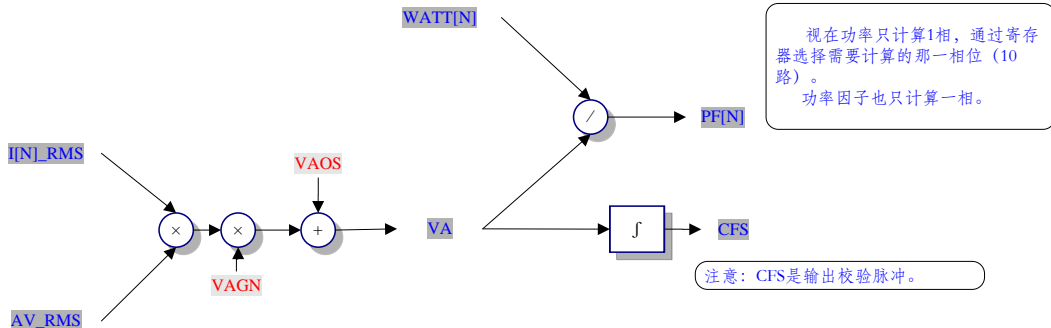 WATT[N]
视在功率只计算1相，通过寄存
器选择需要计算的那一相位（10
路）。
功率因子也只计算一相。
/
PF[N]
I[N]_RMS
VAOS
×
×
+
VA
∫
CFS
VAGN
注意：CFS是输出校验脉冲。
AV_RMS